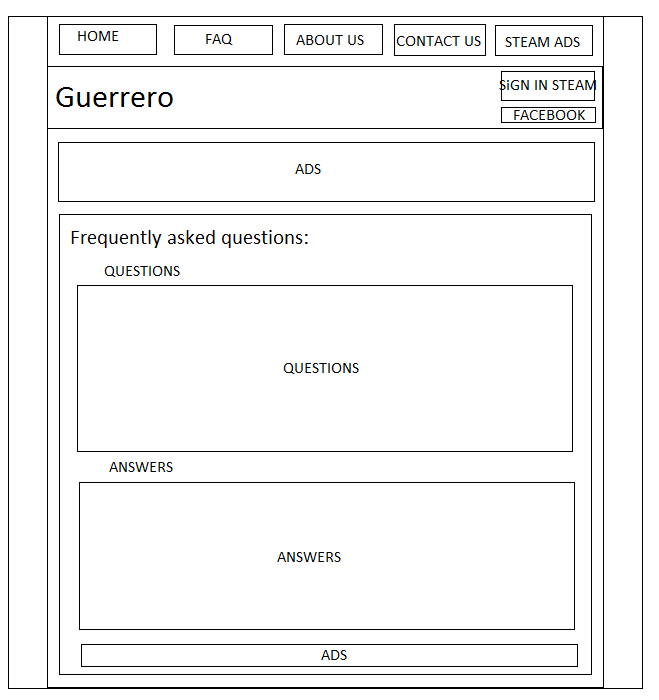 HOME
FAQ
ABOUT US
CONTACT US
STEAM ADS
Guerrero
SiGN IN STEAM
FACEBOOK
ADS
Frequently asked questions:
QUESTIONS
QUESTIONS
ANSWERS
ANSWERS
ADS